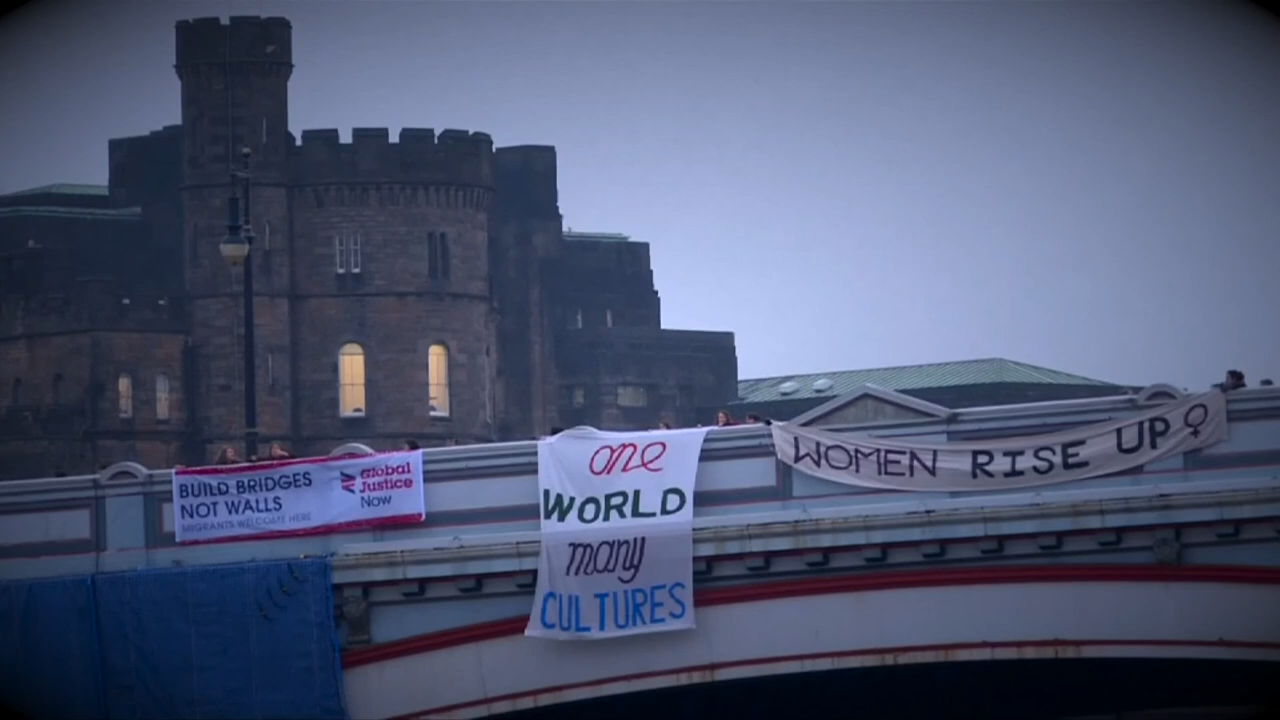 BUILD BRIDGES
NOT WALLS
MIGRANTS WELCOME HERE
Global
Justice
Now
one
WORLD
many
CULTURES
WOMEN RISE UP